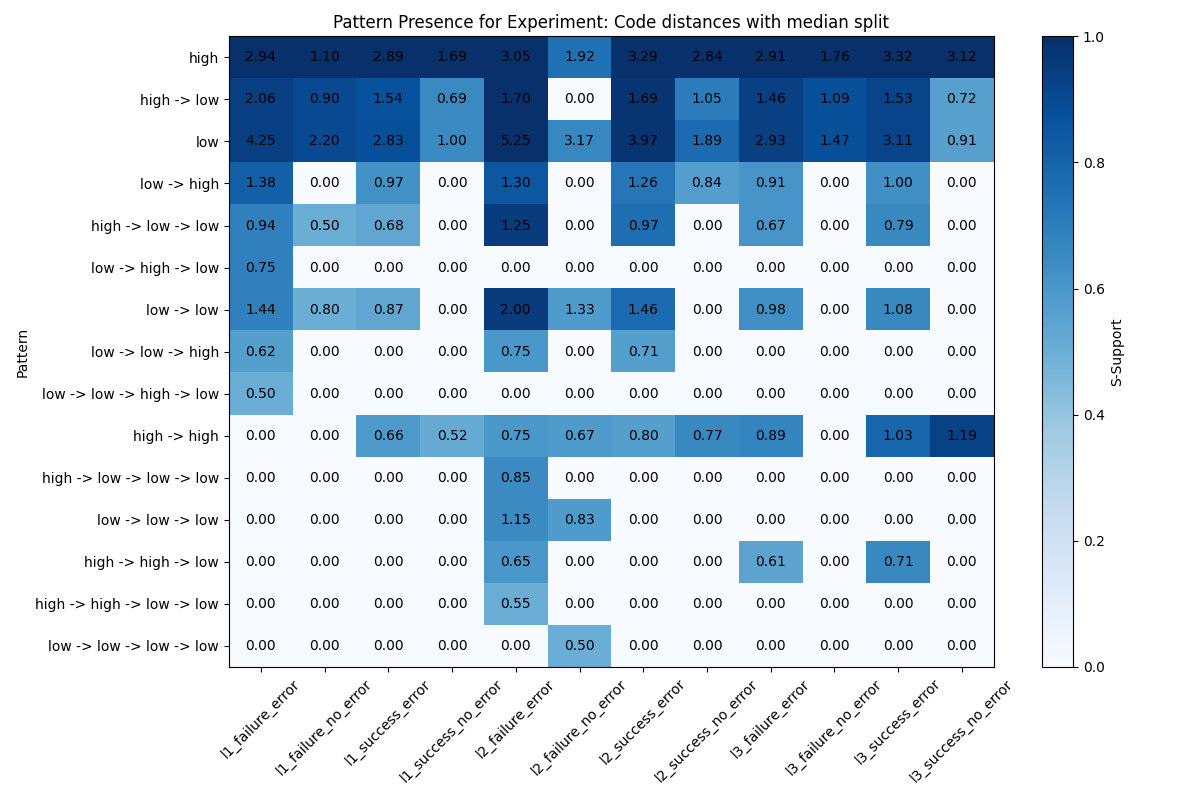 Pattern Presence for Experiment: Code distances with median split
high 2.94 1.10 2.89 1.69 3.05 1.92 3.29 2.84 2.91 1.76 3.32 3.12
high -> low 2.06 0.90 1.54 0.69 1.70 0.00 1.69 1.05 1.46 1.09 1.53 0.72
low 4.25 2.20 2.83 1.00 5.25 3.17 3.97 1.89 2.93 1.47 3.11 0.91
low -> high 1.38 0.00 0.97 0.00 1.30 0.00 1.26 0.84 0.91 0.00 1.00 0.00
high -> low -> low 0.94 0.50 0.68 0.00 1.25 0.00 0.97 0.00 0.67 0.00 0.79 0.00
low -> high -> low 0.75 0.00 0.00 0.00 0.00 0.00 0.00 0.00 0.00 0.00 0.00 0.00
low -> low 1.44 0.80 0.87 0.00 2.00 1.33 1.46 0.00 0.98 0.00 1.08 0.00
low -> low -> high 0.62 0.00 0.00 0.00 0.75 0.00 0.71 0.00 0.00 0.00 0.00 0.00
low -> low -> high -> low 0.50 0.00 0.00 0.00 0.00 0.00 0.00 0.00 0.00 0.00 0.00 0.00
high -> high 0.00 0.00 0.66 0.52 0.75 0.67 0.80 0.77 0.89 0.00 1.03 1.19
high -> low -> low -> low 0.00 0.00 0.00 0.00 0.85 0.00 0.00 0.00 0.00 0.00 0.00 0.00
low -> low -> low 0.00 0.00 0.00 0.00 1.15 0.83 0.00 0.00 0.00 0.00 0.00 0.00
high -> high -> low 0.00 0.00 0.00 0.00 0.65 0.00 0.00 0.00 0.61 0.00 0.71 0.00
high -> high -> low -> low 0.00 0.00 0.00 0.00 0.55 0.00 0.00 0.00 0.00 0.00 0.00 0.00
low -> low -> low -> low 0.00 0.00 0.00 0.00 0.00 0.50 0.00 0.00 0.00 0.00 0.00 0.00
Pattern
l1_failure_error
l1_failure_no_error
l1_success_error
l1_success_no_error
l2_failure_error
l2_failure_no_error
l2_success_error
l2_success_no_error
l3_failure_error
l3_failure_no_error
l3_success_error
l3_success_no_error
1.0
0.8
0.6
0.4
0.2
0.0
S-Support